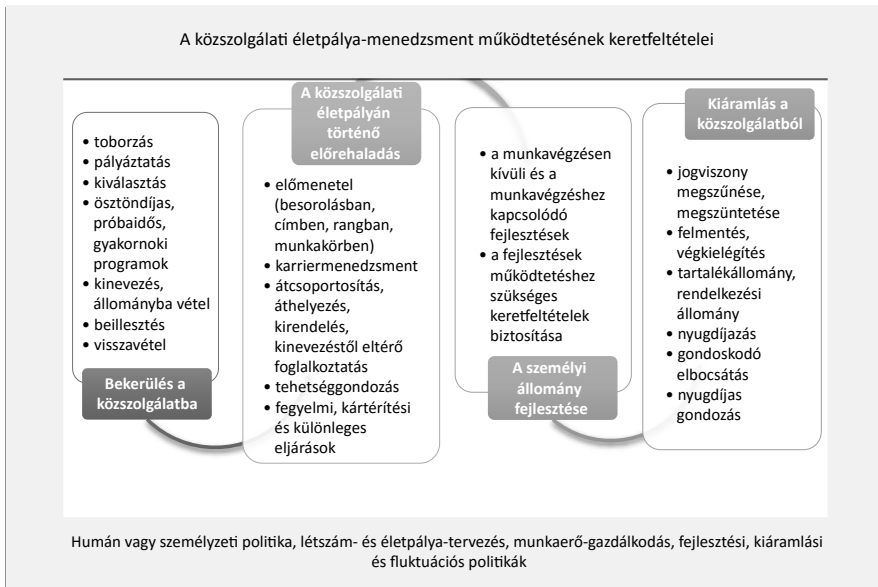 A közszolgálati életpálya-menedzsment működtetésének keretfeltételei
• toborzás
• pályáztatás
• kiválasztás
• ösztöndíjas,
próbaidős,
gyakornoki
programok
• kinevezés,
állományba vétel
• beillesztés
• visszavétel
Bekerülés a
közszolgálatba
A közszolgálati
életpályán
történő
előrehaladás
• előmenetel
(besorolásban,
címben, rangban,
munkakörben)
• karriermenedzsment
• átcsoportosítás,
áthelyezés,
kirendelés,
kinevezéstől eltérő
foglalkoztatás
• tehetséggondozás
• fegyelmi, kártérítési
és különleges
eljárások
• a munkavégzésen
kívüli és a
munkavégzéshez
kapcsolódó
fejlesztések
• a fejlesztések
működtetéshez
szükséges
keretfeltételek
biztosítása
A személyi
állomány
fejlesztése
Kiáramlás a
közszolgálatból
• jogviszony
megszűnése,
megszüntetése
• felmentés,
végkielégítés
• tartalékállomány,
rendelkezési
állomány
• nyugdíjazás
• gondoskodó
elbocsátás
• nyugdíjas
gondozás
Humán vagy személyzeti politika, létszám- és életpálya-tervezés, munkaerő-gazdálkodás, fejlesztési, kiáramlási
és fluktuációs politikák